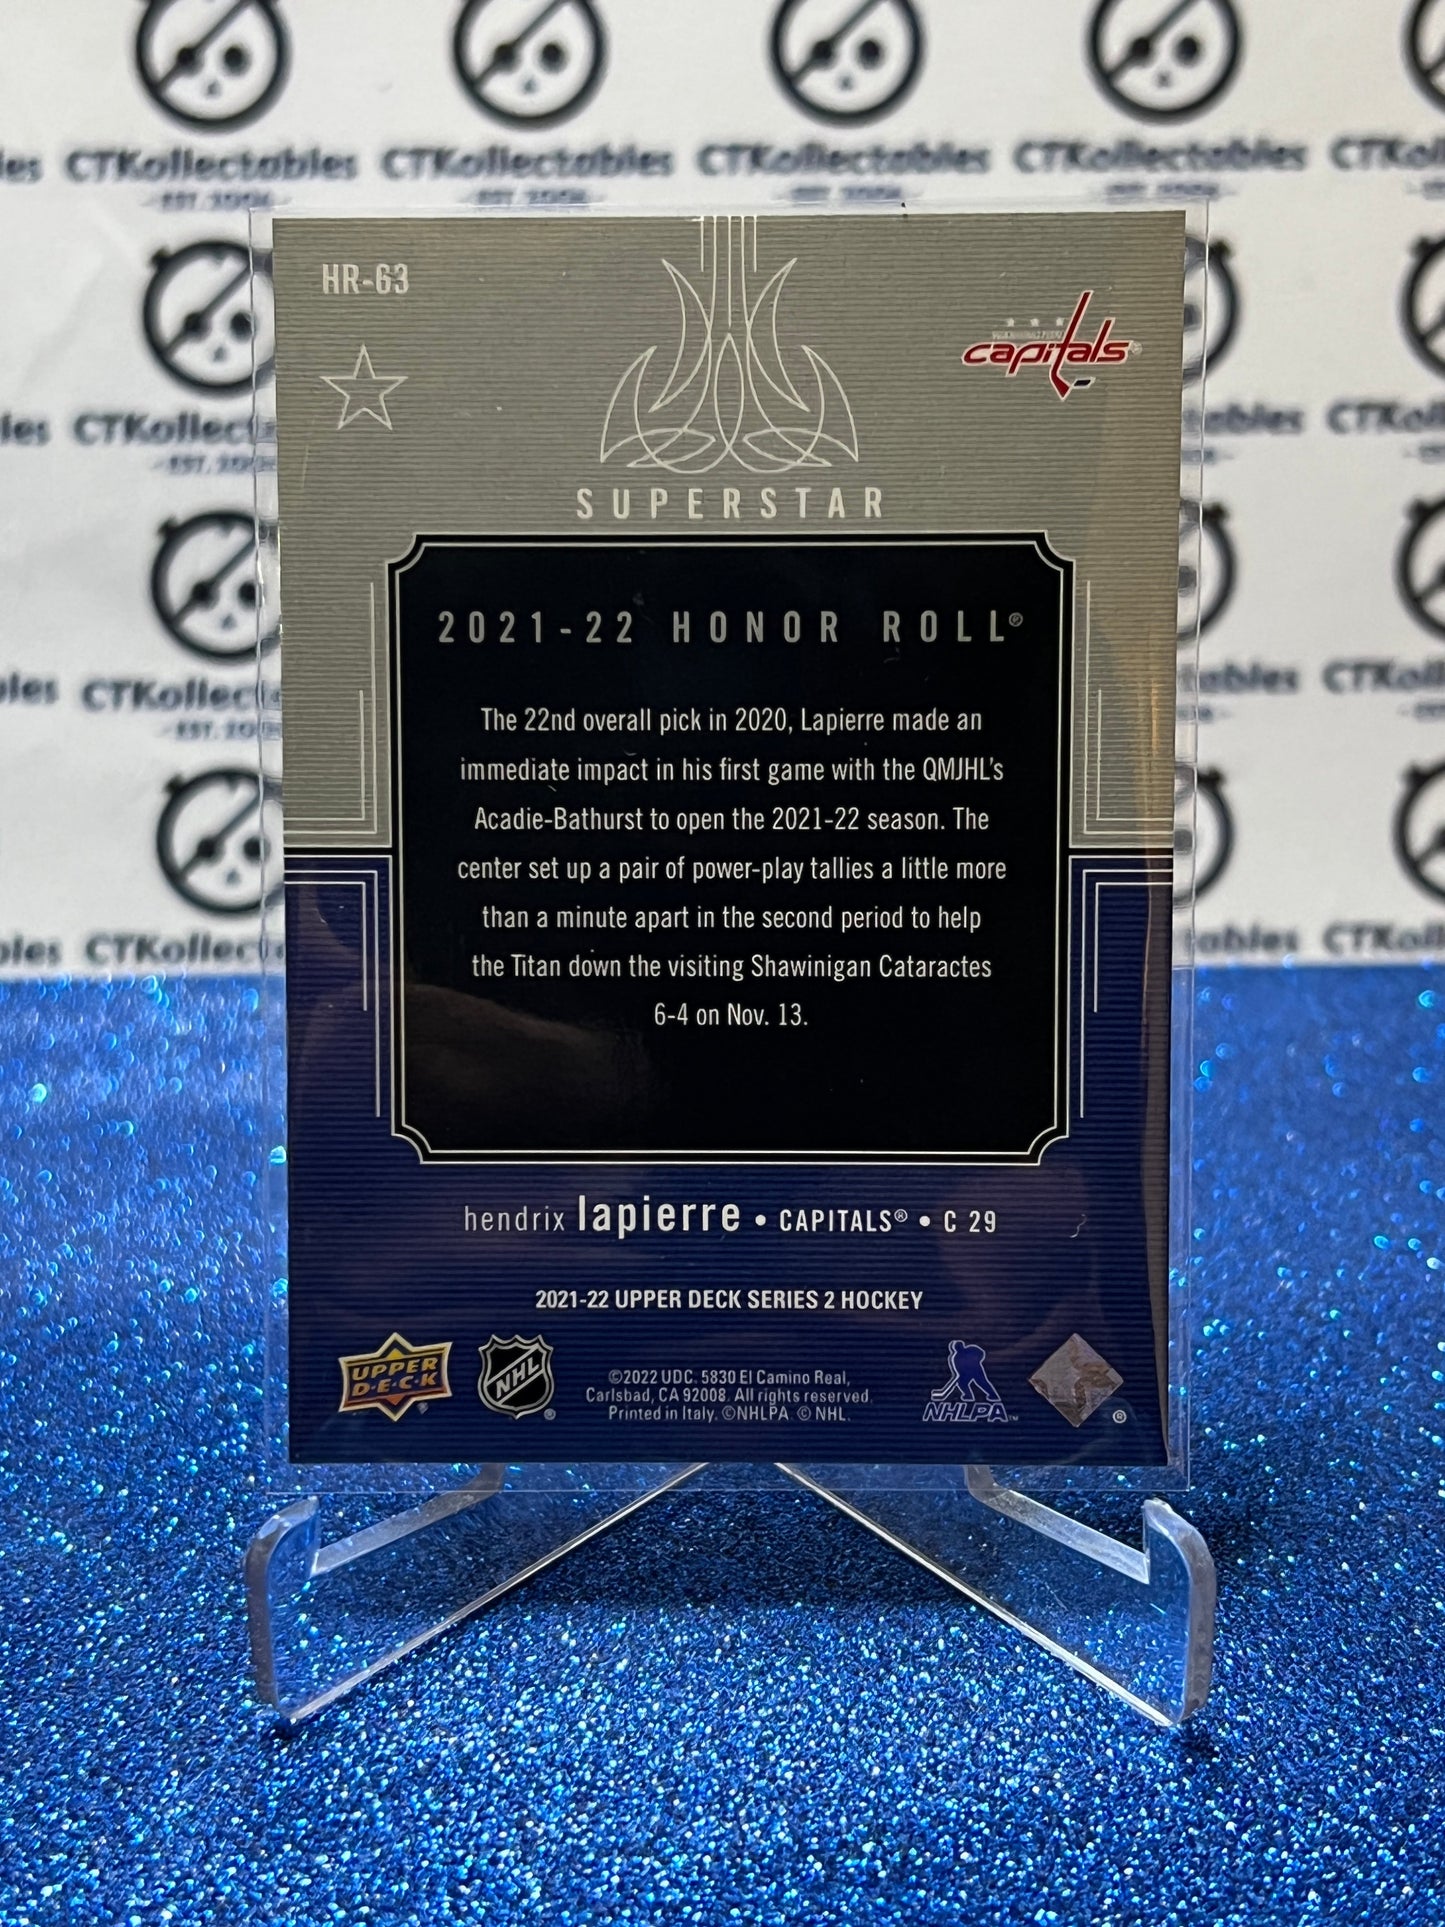 CTKollectables CTKollectables CTKollectables CTKollectables
HR-63
capitals
SUPERSTAR
2021-22 HONOR ROLL®
The 22nd overall pick in 2020, Lapierre made an
immediate impact in his first game with the QMJHL's
Acadie-Bathurst to open the 2021-22 season. The
center set up a pair of power-play tallies a little more
than a minute apart in the second period to help
the Titan down the visiting Shawinigan Cataractes
6-4 on Nov. 13.
hendrix lapierre • CAPITALS® • C 29
2021-22 UPPER DECK SERIES 2 HOCKEY
UPPER
D·E·C·K
NHL
®
©2022 UDC. 5830 El Camino Real,
Carlsbad, CA 92008. All rights reserved.
Printed in Italy. ©NHLPA © NHL.
NHLPA™
®